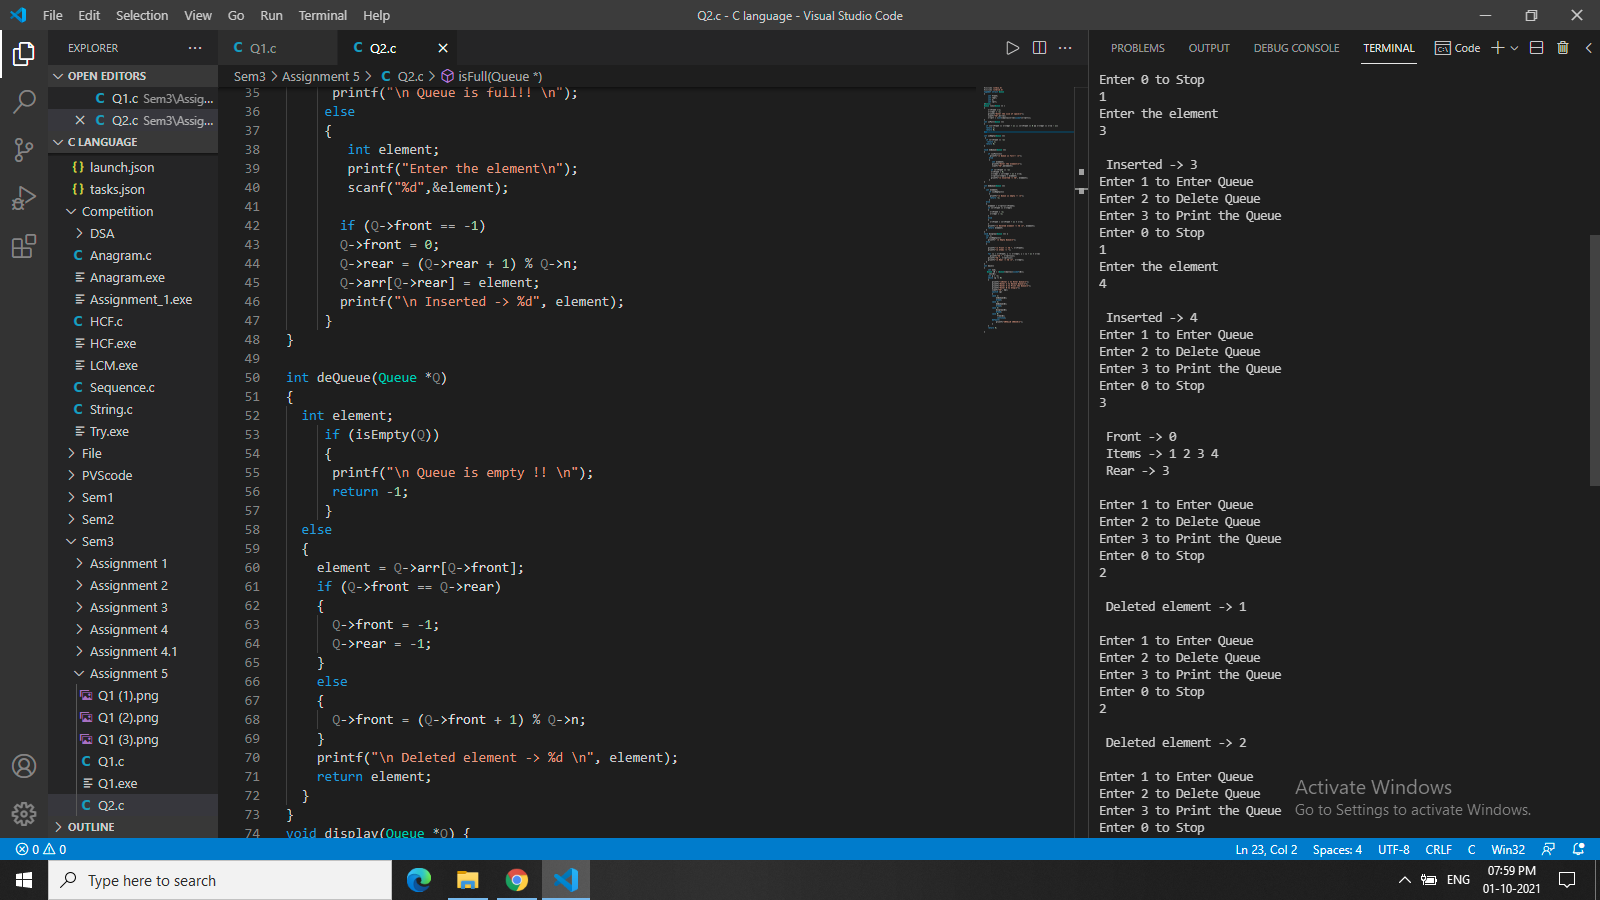 File Edit Selection View Go Run Terminal Help
Q2.c - C language - Visual Studio Code
EXPLORER
OPEN EDITORS
Q1.c Sem3\Assig...
Q2.c Sem3\Assig...
C LANGUAGE
launch.json
tasks.json
Competition
DSA
Anagram.c
Anagram.exe
Assignment_1.exe
HCF.c
HCF.exe
LCM.exe
Sequence.c
String.c
Try.exe
File
PVScode
Sem1
Sem2
Sem3
Assignment 1
Assignment 2
Assignment 3
Assignment 4
Assignment 4.1
Assignment 5
Q1 (1).png
Q1 (2).png
Q1 (3).png
Q1.c
Q1.exe
Q2.c
OUTLINE
Q1.c Q2.c
Sem3 > Assignment 5 > Q2.c > isFull(Queue *)
35 printf("\n Queue is full!! \n");
36 else
37 {
38 int element;
39 printf("Enter the element\n");
40 scanf("%d",&element);
41
42 if (Q->front == -1)
43 Q->front = 0;
44 Q->rear = (Q->rear + 1) % Q->n;
45 Q->arr[Q->rear] = element;
46 printf("\n Inserted -> %d", element);
47 }
48 }
49
50 int deQueue(Queue *Q)
51 {
52 int element;
53 if (isEmpty(Q))
54 {
55 printf("\n Queue is empty !! \n");
56 return -1;
57 }
58 else
59 {
60 element = Q->arr[Q->front];
61 if (Q->front == Q->rear)
62 {
63 Q->front = -1;
64 Q->rear = -1;
65 }
66 else
67 {
68 Q->front = (Q->front + 1) % Q->n;
69 }
70 printf("\n Deleted element -> %d \n", element);
71 return element;
72 }
73 }
74 void display(Queue *Q) {
PROBLEMS OUTPUT DEBUG CONSOLE TERMINAL Code
Enter 0 to Stop
1
Enter the element
3
Inserted -> 3
Enter 1 to Enter Queue
Enter 2 to Delete Queue
Enter 3 to Print the Queue
Enter 0 to Stop
1
Enter the element
4
Inserted -> 4
Enter 1 to Enter Queue
Enter 2 to Delete Queue
Enter 3 to Print the Queue
Enter 0 to Stop
3
Front -> 0
Items -> 1 2 3 4
Rear -> 3
Enter 1 to Enter Queue
Enter 2 to Delete Queue
Enter 3 to Print the Queue
Enter 0 to Stop
2
Deleted element -> 1
Enter 1 to Enter Queue
Enter 2 to Delete Queue
Enter 3 to Print the Queue
Enter 0 to Stop
2
Deleted element -> 2
Enter 1 to Enter Queue
Enter 2 to Delete Queue
Enter 3 to Print the Queue
Enter 0 to Stop
Activate Windows
Go to Settings to activate Windows.
0 0
Ln 23, Col 2 Spaces: 4 UTF-8 CRLF C Win32
Type here to search
ENG
07:59 PM
01-10-2021